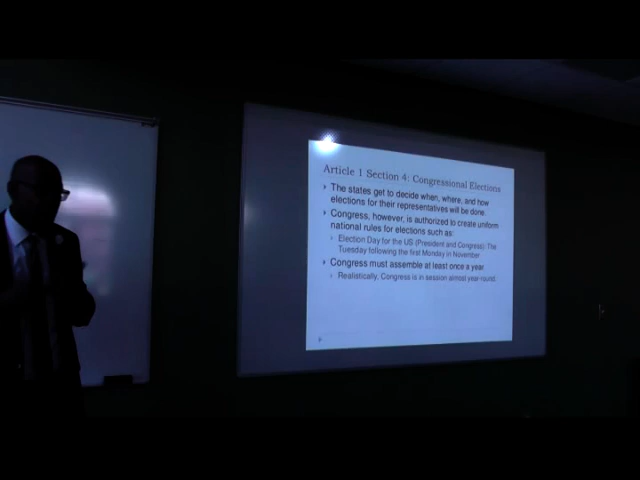 Article 1 Section 4: Congressional Elections
The states get to decide when, where, and how
elections for their representatives will be done.
Congress, however, is authorized to create uniform
national rules for elections such as:
Election Day for the US (President and Congress): The
Tuesday following the first Monday in November
Congress must assemble at least once a year
Realistically, Congress is in session almost year-round.